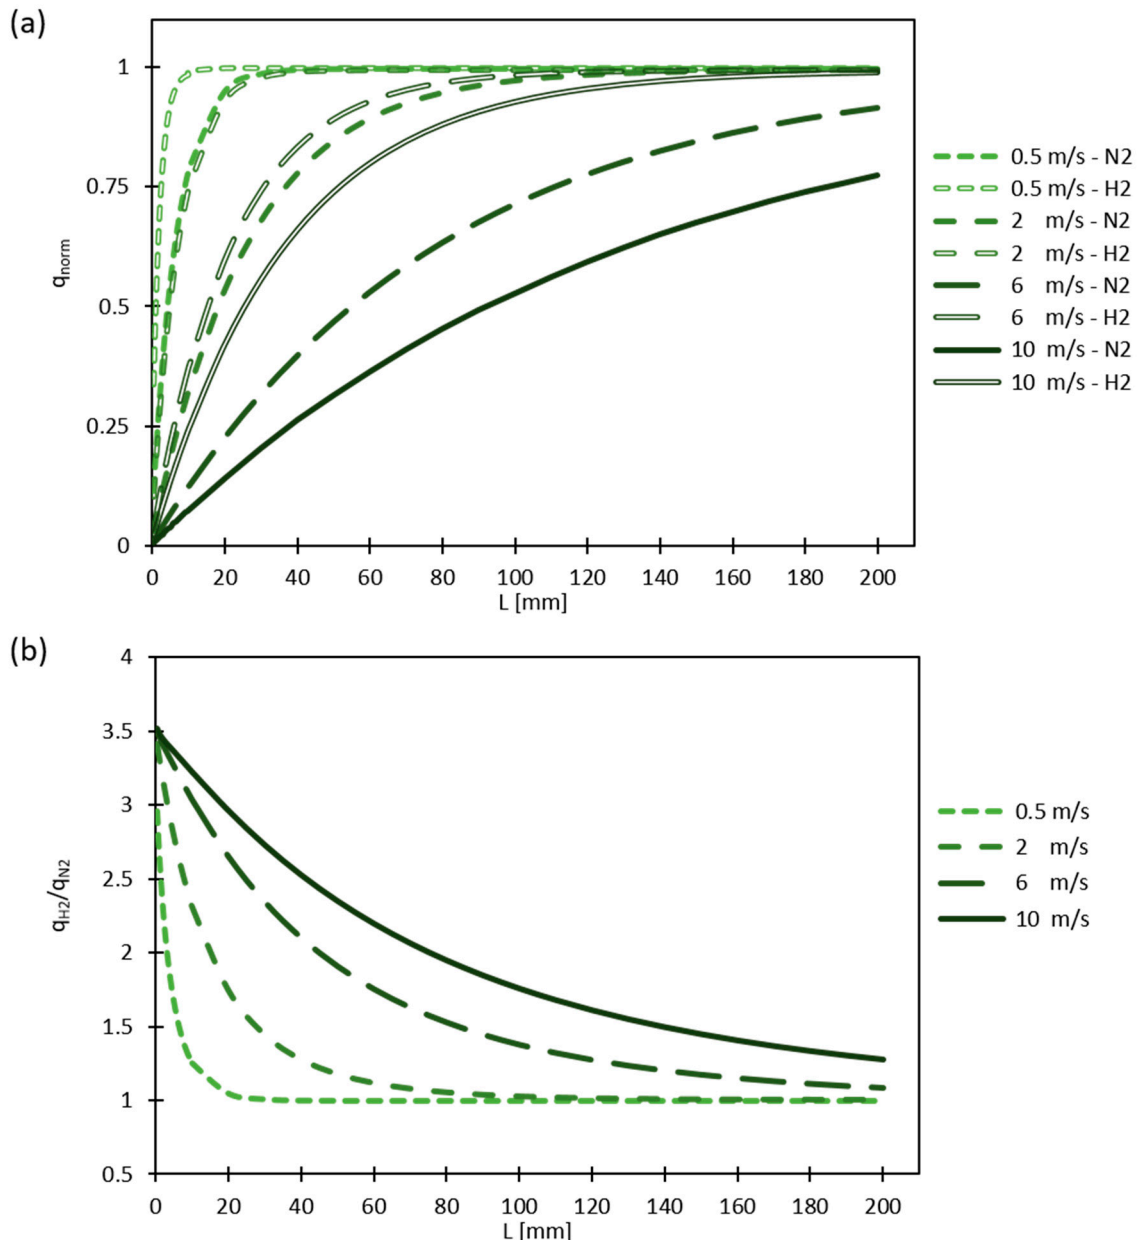 (a)
1
0.75
0.5
0.25
0
q_norm
0 20 40 60 80 100 120 140 160 180 200
L [mm]
0.5 m/s - N2
0.5 m/s - H2
2 m/s - N2
2 m/s - H2
6 m/s - N2
6 m/s - H2
10 m/s - N2
10 m/s - H2
(b)
4
3.5
3
2.5
2
1.5
1
0.5
q_H2/q_N2
0 20 40 60 80 100 120 140 160 180 200
L [mm]
0.5 m/s
2 m/s
6 m/s
10 m/s